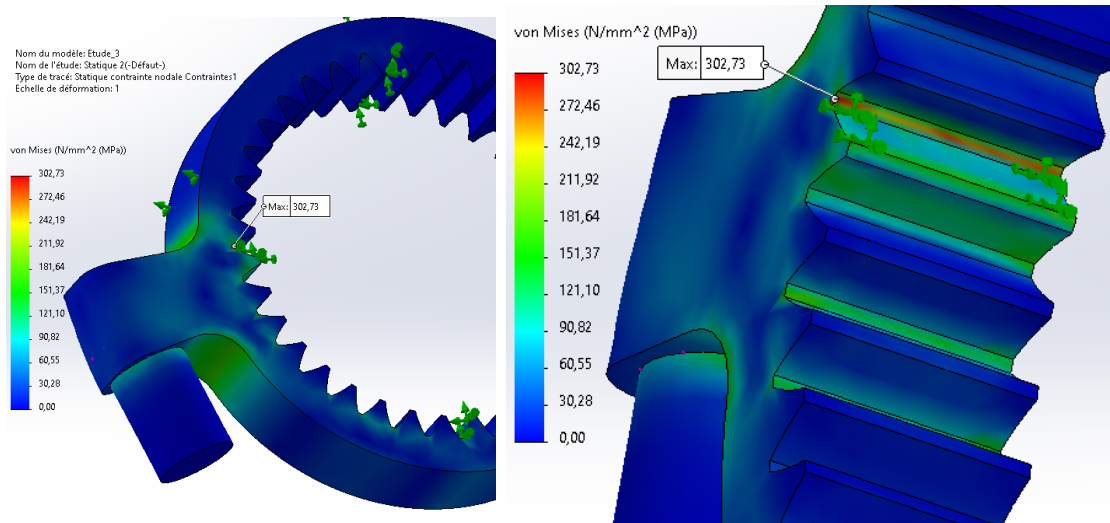 Nom du modèle: Etude_3
Nom de l'étude: Statique 2(-Défaut-)
Type de tracé: Statique contrainte nodale Contraintes1
Echelle de déformation: 1
von Mises (N/mm^2 (MPa))
302,73
272,46
242,19
211,92
181,64
151,37
121,10
90,82
60,55
30,28
0,00
Max: 302,73
von Mises (N/mm^2 (MPa))
302,73
272,46
242,19
211,92
181,64
151,37
121,10
90,82
60,55
30,28
0,00
Max: 302,73